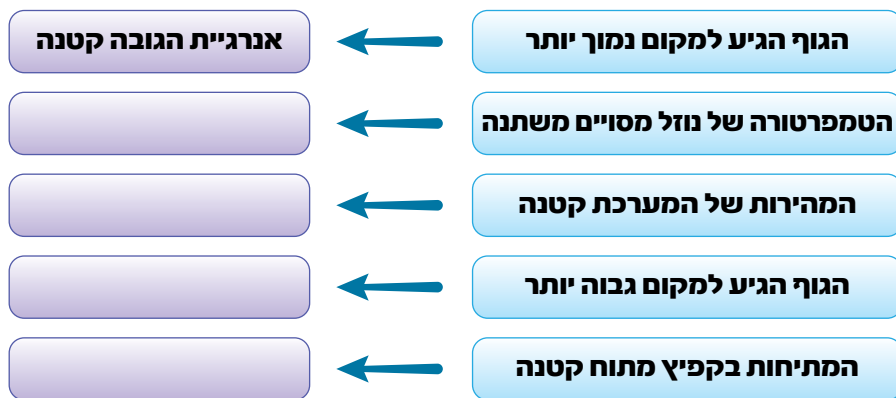 הגוף הגיע למקום נמוך יותר
אנרגיית הגובה קטנה
הטמפרטורה של נוזל מסויים משתנה
המהירות של המערכת קטנה
הגוף הגיע למקום גבוה יותר
המתיחות בקפיץ מתוח קטנה